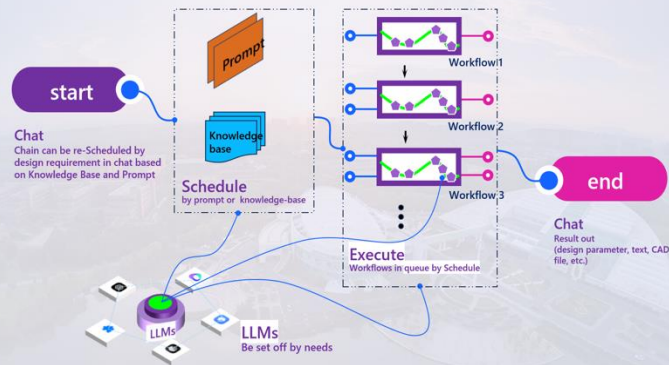 start
Chat
Chain can be re-Scheduled by
design requirement in chat based
on Knowledge Base and Prompt
Prompt
Knowledge
base
Schedule
by prompt or knowledge-base
Workflow 1
Workflow 2
Workflow 3
Execute
Workflows in queue by Schedule
end
Chat
Result out
(design parameter, text, CAD
file, etc.)
LLMs
LLMs
Be set off by needs